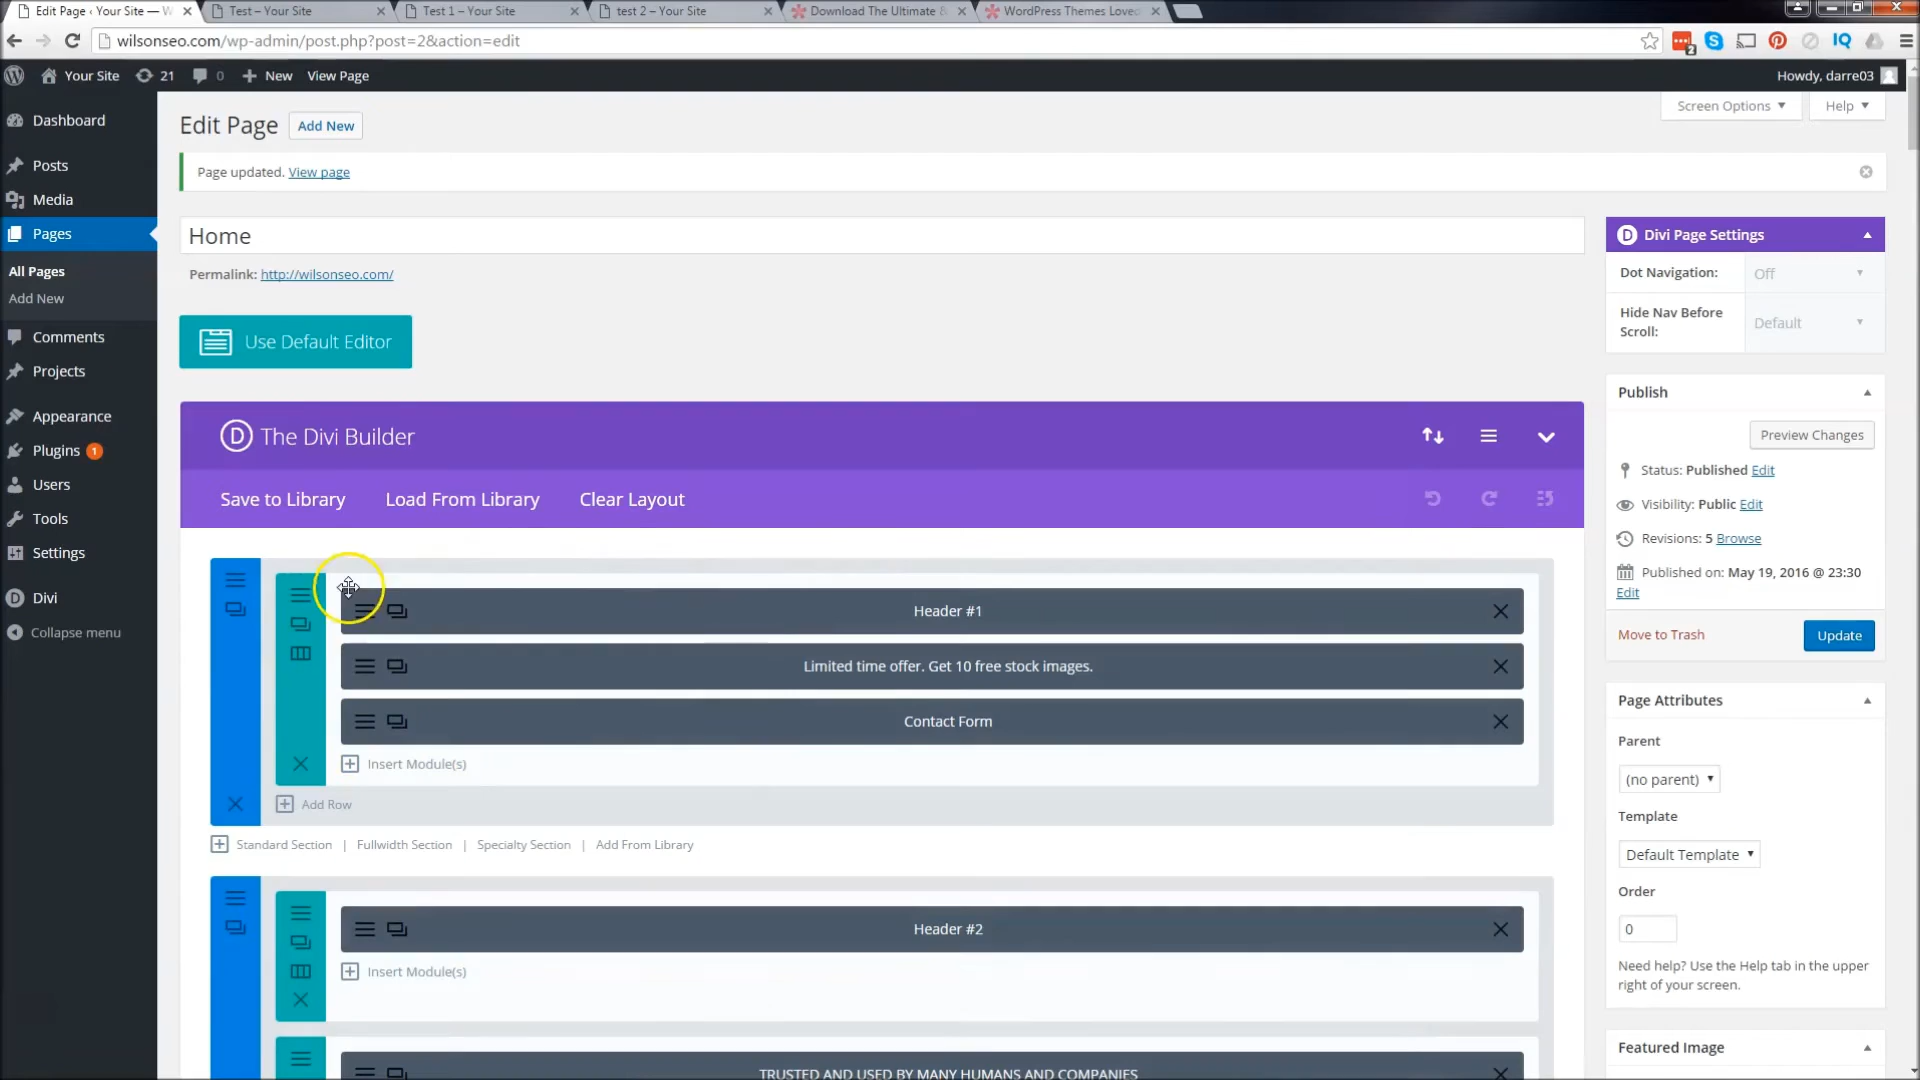 Edit Page ‹ Your Site — W
Test – Your Site
Test 1 – Your Site
test 2 – Your Site
Download The Ultimate &
WordPress Themes Loved
wilsonseo.com/wp-admin/post.php?post=2&action=edit
2
IQ
Your Site
21
0
New
View Page
Howdy, darre03
Dashboard
Posts
Media
Pages
All Pages
Add New
Comments
Projects
Appearance
Plugins 1
Users
Tools
Settings
Divi
Collapse menu
Screen Options
Help
Edit Page
Add New
Page updated. View page
Home
Permalink: http://wilsonseo.com/
Use Default Editor
D The Divi Builder
Save to Library
Load From Library
Clear Layout
Header #1
Limited time offer. Get 10 free stock images.
Contact Form
Insert Module(s)
Add Row
Standard Section | Fullwidth Section | Specialty Section | Add From Library
Header #2
Insert Module(s)
TRUSTED AND USED BY MANY HUMANS AND COMPANIES
D Divi Page Settings
Dot Navigation:
Off
Hide Nav Before
Scroll:
Default
Publish
Preview Changes
Status: Published Edit
Visibility: Public Edit
Revisions: 5 Browse
Published on: May 19, 2016 @ 23:30
Edit
Move to Trash
Update
Page Attributes
Parent
(no parent)
Template
Default Template
Order
0
Need help? Use the Help tab in the upper
right of your screen.
Featured Image